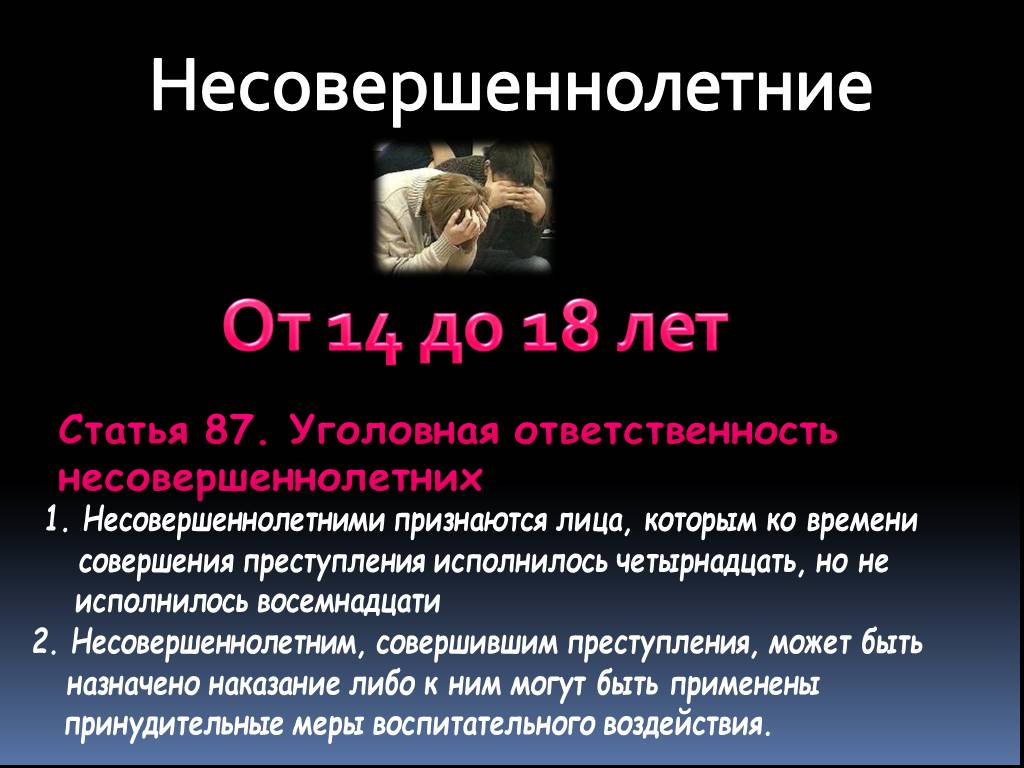 Несовершеннолетние
От 14 до 18 лет
Статья 87. Уголовная ответственность
несовершеннолетних
1. Несовершеннолетними признаются лица, которым ко времени
совершения преступления исполнилось четырнадцать, но не
исполнилось восемнадцати
2. Несовершеннолетним, совершившим преступления, может быть
назначено наказание либо к ним могут быть применены
принудительные меры воспитательного воздействия.